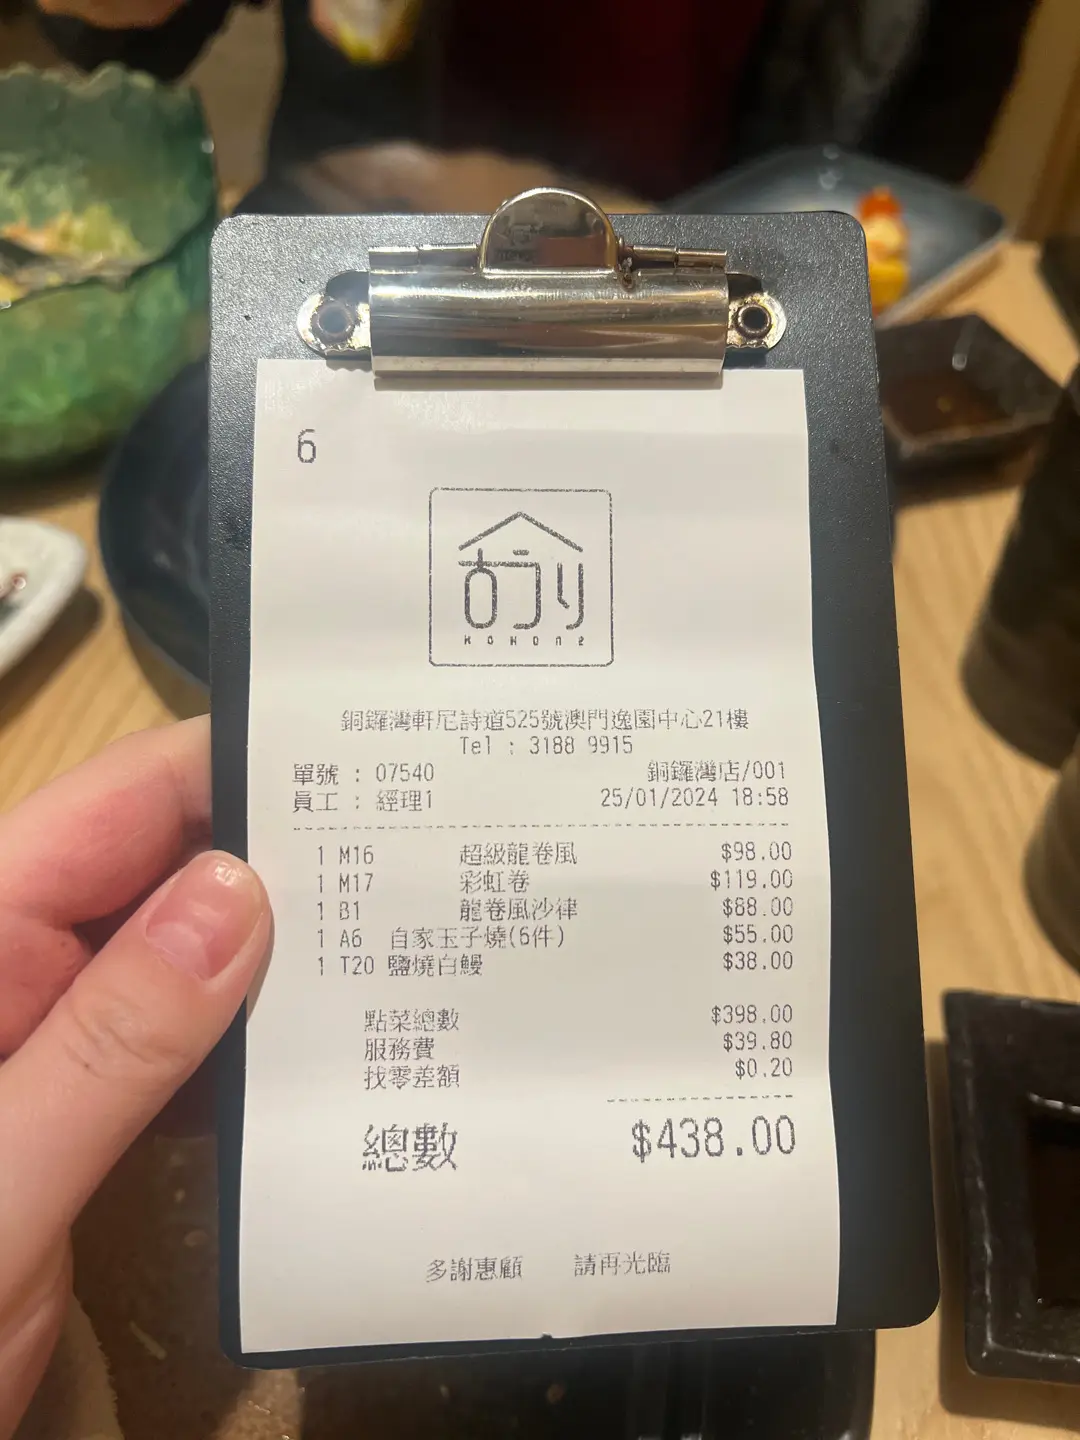 6
古うり
KOKONE
銅鑼灣軒尼詩道525號澳門逸園中心21樓
Tel : 3188 9915
單號 : 07540 銅鑼灣店/001
員工 : 經理1 25/01/2024 18:58
1 M16 超級龍卷風 $98.00
1 M17 彩虹卷 $119.00
1 B1 龍卷風沙律 $88.00
1 A6 自家玉子燒(6件) $55.00
1 T20 鹽燒白鰻 $38.00
點菜總數 $398.00
服務費 $39.80
找零差額 $0.20
總數 $438.00
多謝惠顧 請再光臨